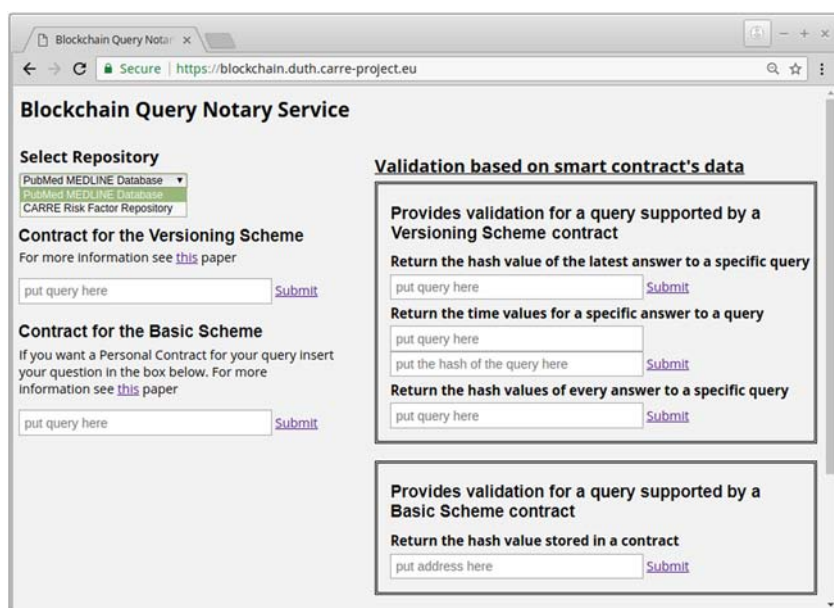 Blockchain Query Notar
Secure https://blockchain.duth.carre-project.eu
Blockchain Query Notary Service
Select Repository
PubMed MEDLINE Database
PubMed MEDLINE Database
CARRE Risk Factor Repository
Contract for the Versioning Scheme
For more information see this paper
put query here Submit
Contract for the Basic Scheme
If you want a Personal Contract for your query insert
your question in the box below. For more
information see this paper
put query here Submit
Validation based on smart contract's data
Provides validation for a query supported by a
Versioning Scheme contract
Return the hash value of the latest answer to a specific query
put query here Submit
Return the time values for a specific answer to a query
put query here
put the hash of the query here Submit
Return the hash values of every answer to a specific query
put query here Submit
Provides validation for a query supported by a
Basic Scheme contract
Return the hash value stored in a contract
put address here Submit